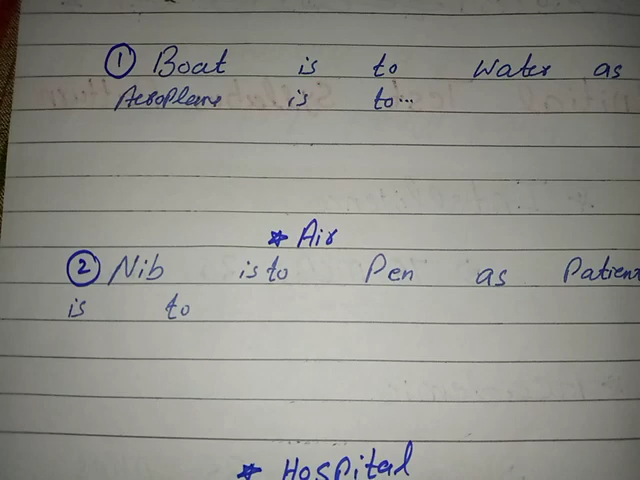 ① Boat is to Water as
Aeroplane is to...
* Air
② Nib is to Pen as Patient
is to
* Hospital